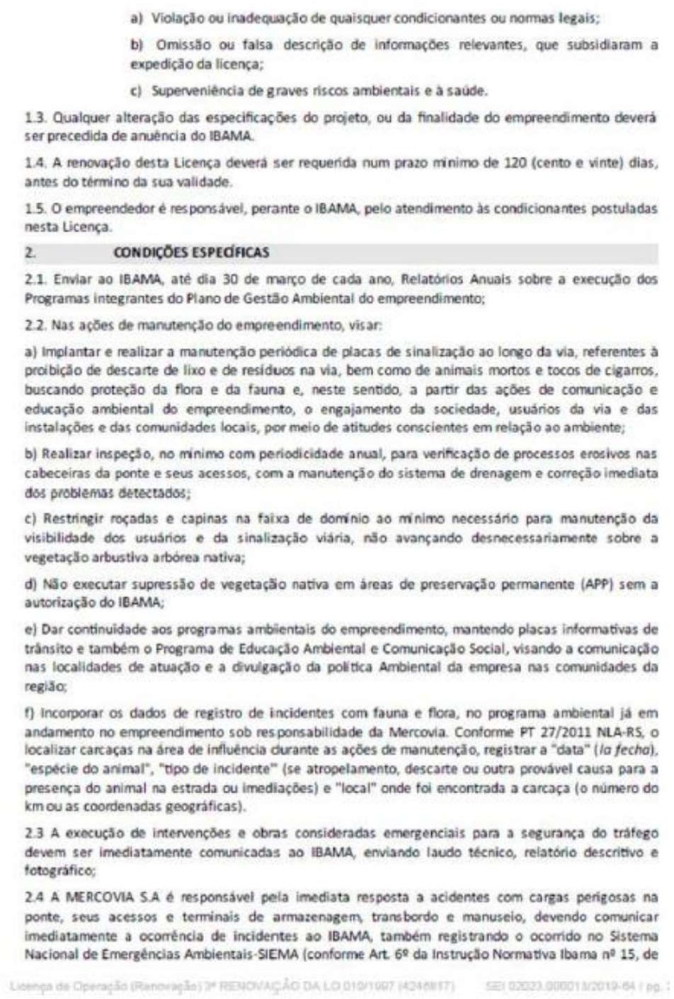 a) Violação ou inadequação de quaisquer condicionantes ou normas legais;
b) Omissão ou falsa descrição de informações relevantes, que subsidiaram a
expedição da licença;
c) Superveniência de graves riscos ambientais e à saúde.
1.3. Qualquer alteração das especificações do projeto, ou da finalidade do empreendimento deverá
ser precedida de anuência do IBAMA.
1.4. A renovação desta Licença deverá ser requerida num prazo mínimo de 120 (cento e vinte) dias,
antes do término da sua validade.
1.5. O empreendedor é responsável, perante o IBAMA, pelo atendimento às condicionantes postuladas
nesta Licença.
2. CONDIÇÕES ESPECÍFICAS
2.1. Enviar ao IBAMA, até dia 30 de março de cada ano, Relatórios Anuais sobre a execução dos
Programas integrantes do Plano de Gestão Ambiental do empreendimento;
2.2. Nas ações de manutenção do empreendimento, visar:
a) Implantar e realizar a manutenção periódica de placas de sinalização ao longo da via, referentes à
proibição de descarte de lixo e de resíduos na via, bem como de animais mortos e tocos de cigarros,
buscando proteção da flora e da fauna e, neste sentido, a partir das ações de comunicação e
educação ambiental do empreendimento, o engajamento da sociedade, usuários da via e das
instalações e das comunidades locais, por meio de atitudes conscientes em relação ao ambiente;
b) Realizar inspeção, no mínimo com periodicidade anual, para verificação de processos erosivos nas
cabeceiras da ponte e seus acessos, com a manutenção do sistema de drenagem e correção imediata
dos problemas detectados;
c) Restringir roçadas e capinas na faixa de domínio ao mínimo necessário para manutenção da
visibilidade dos usuários e da sinalização viária, não avançando desnecessariamente sobre a
vegetação arbustiva arbórea nativa;
d) Não executar supressão de vegetação nativa em áreas de preservação permanente (APP) sem a
autorização do IBAMA;
e) Dar continuidade aos programas ambientais do empreendimento, mantendo placas informativas de
trânsito e também o Programa de Educação Ambiental e Comunicação Social, visando a comunicação
nas localidades de atuação e a divulgação da política Ambiental da empresa nas comunidades da
região;
f) Incorporar os dados de registro de incidentes com fauna e flora, no programa ambiental já em
andamento no empreendimento sob responsabilidade da Mercovia. Conforme PT 27/2011 NLA-RS, o
localizar carcaças na área de influência durante as ações de manutenção, registrar a "data" (la fecha),
"espécie do animal", "tipo de incidente" (se atropelamento, descarte ou outra provável causa para a
presença do animal na estrada ou imediações) e "local" onde foi encontrada a carcaça (o número do
km ou as coordenadas geográficas).
2.3 A execução de intervenções e obras consideradas emergenciais para a segurança do tráfego
devem ser imediatamente comunicadas ao IBAMA, enviando laudo técnico, relatório descritivo e
fotográfico;
2.4 A MERCOVIA S.A é responsável pela imediata resposta a acidentes com cargas perigosas na
ponte, seus acessos e terminais de armazenagem, transbordo e manuseio, devendo comunicar
imediatamente a ocorrência de incidentes ao IBAMA, também registrando o ocorrido no Sistema
Nacional de Emergências Ambientais-SIEMA (conforme Art. 6º da Instrução Normativa Ibama nº 15, de
Licença de Operação (Renovação) 3ª RENOVAÇÃO DA LO 010/1997 SEI 02023.000013/2019-64 / pg.